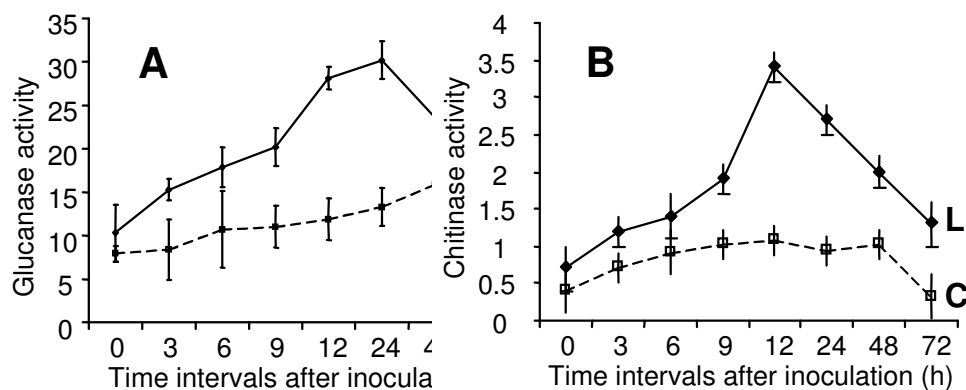 35
30
25
20
15
10
5
0
Glucanase activity
A
0 3 6 9 12 24 4
Time intervals after inocula
4
3.5
3
2.5
2
1.5
1
0.5
0
Chitinase activity
B
L
C
0 3 6 9 12 24 48 72
Time intervals after inoculation (h)